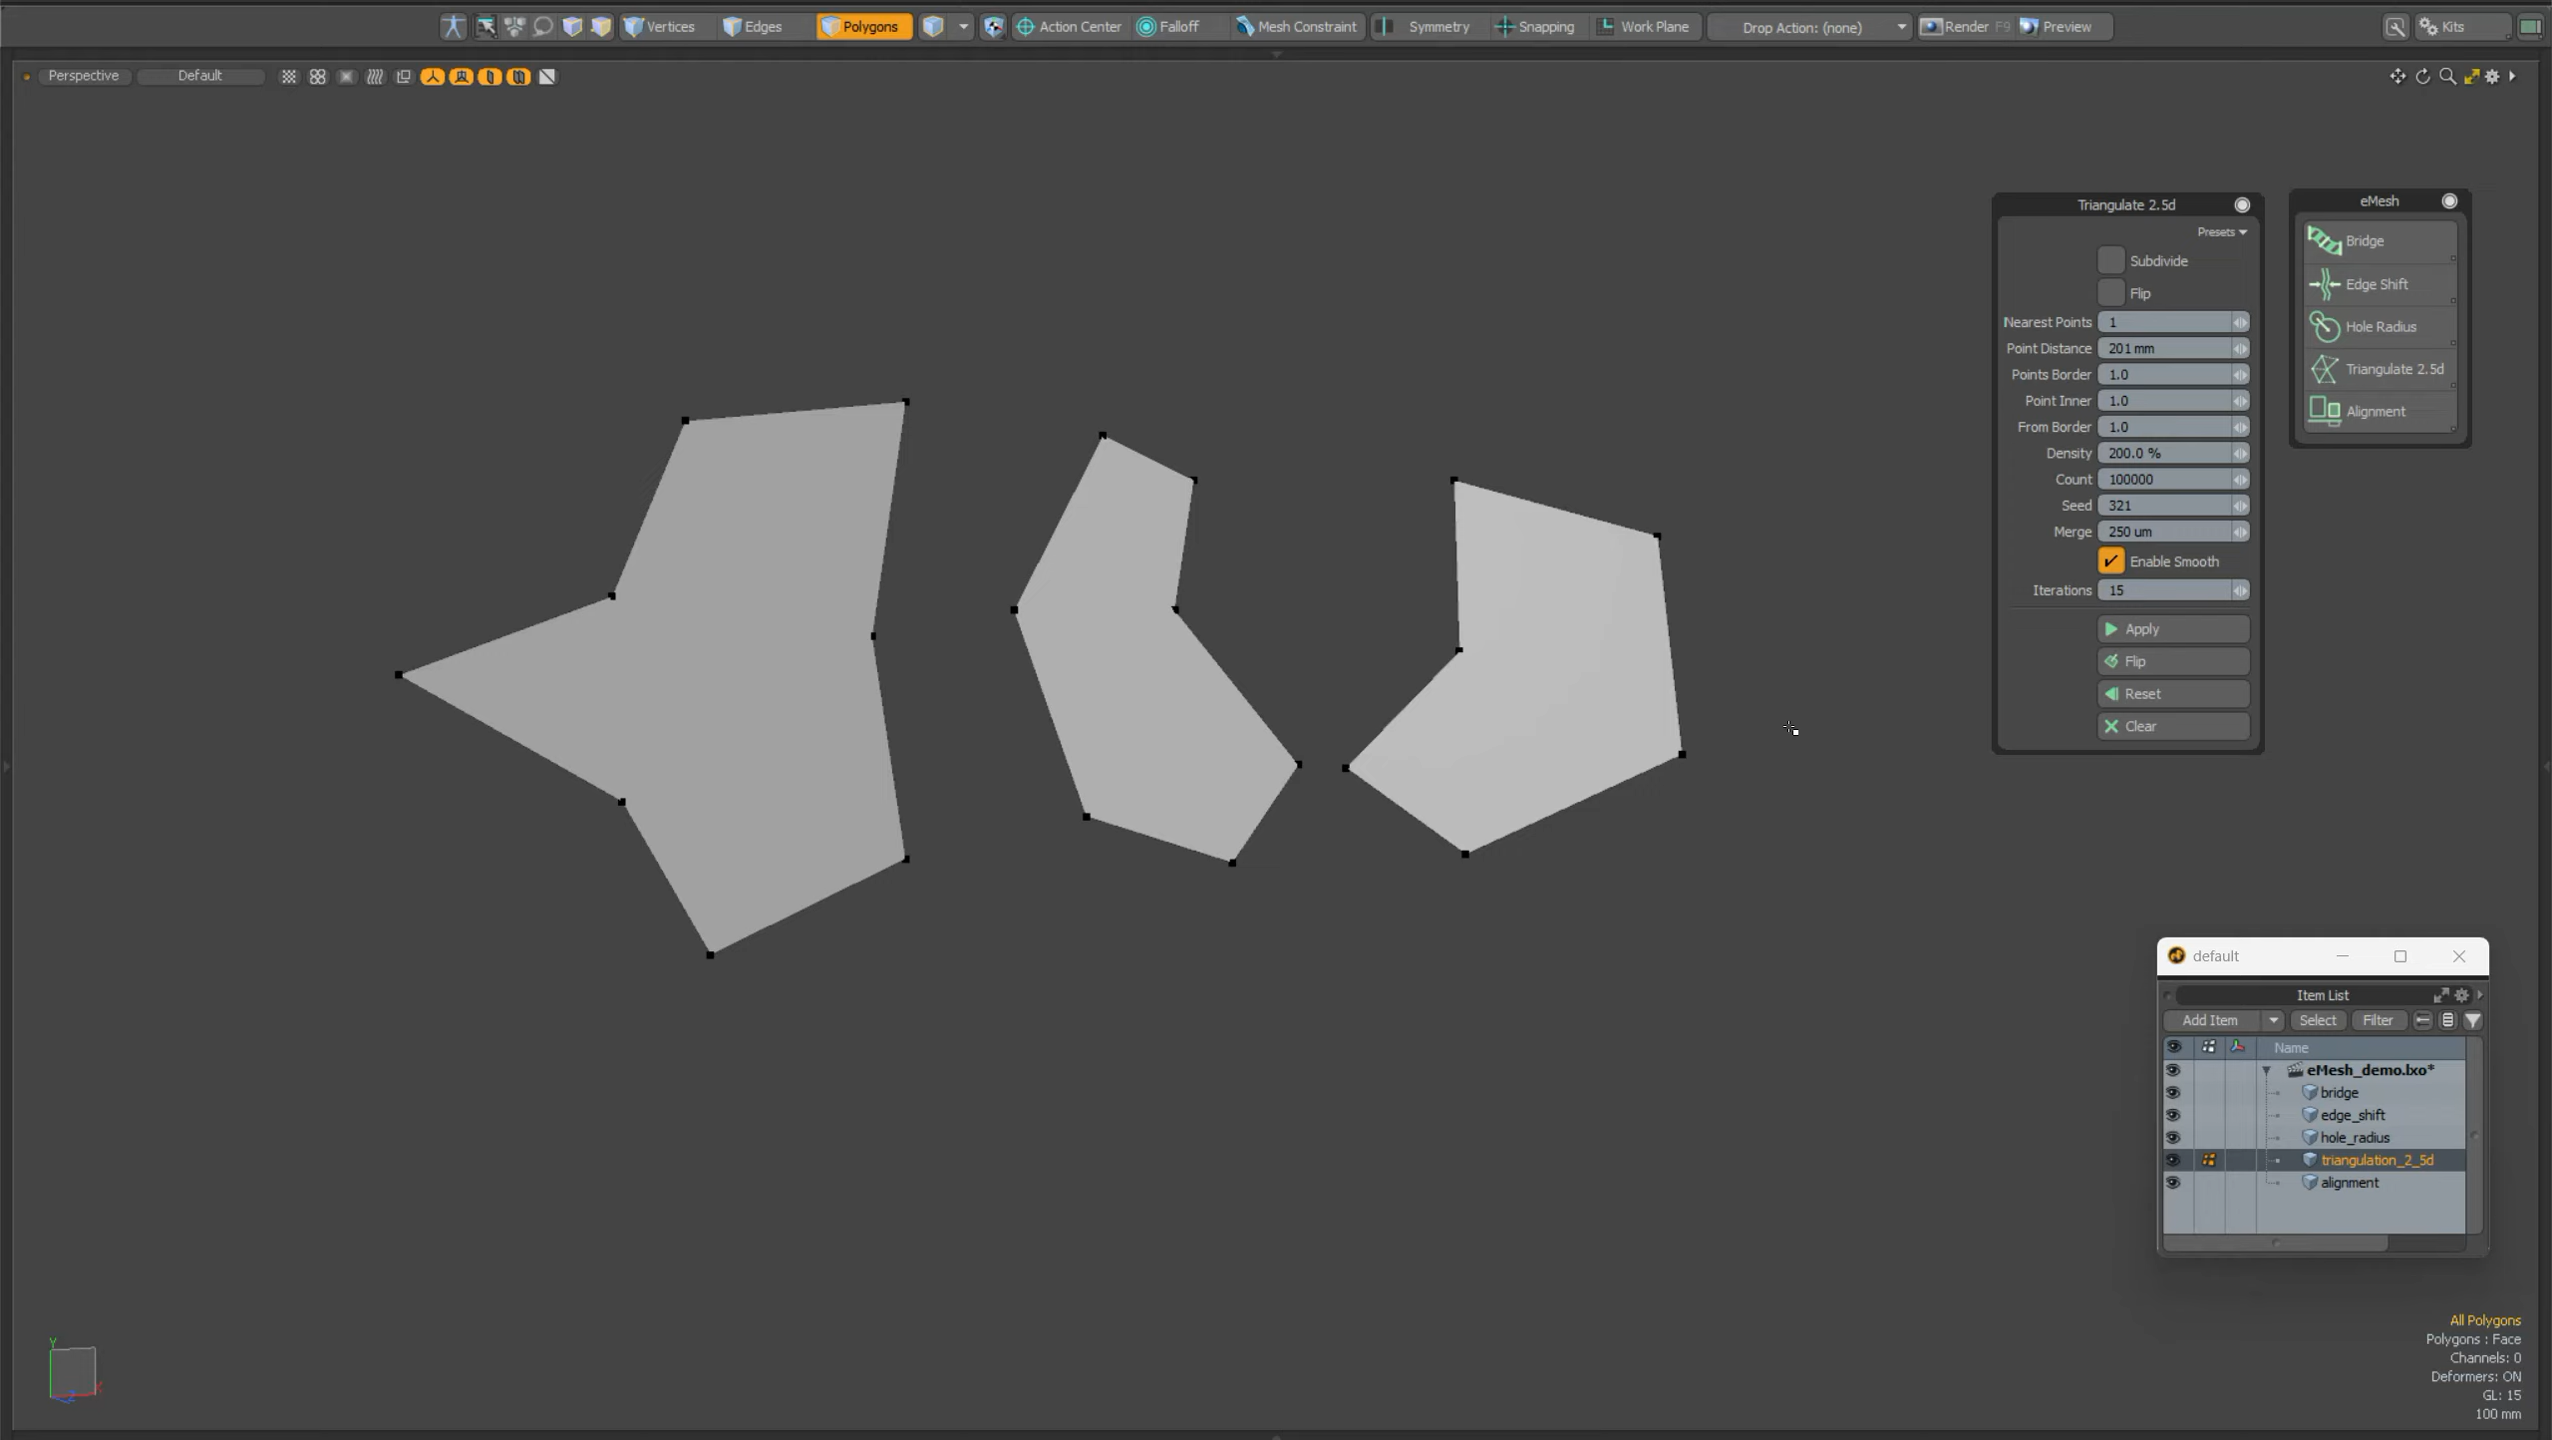 Vertices Edges Polygons Action Center Falloff Mesh Constraint Symmetry Snapping Work Plane Drop Action: (none) Render F9 Preview Kits
Perspective Default
Triangulate 2.5d
Presets
Subdivide
Flip
Nearest Points 1
Point Distance 201 mm
Points Border 1.0
Point Inner 1.0
From Border 1.0
Density 200.0 %
Count 100000
Seed 321
Merge 250 um
Enable Smooth
Iterations 15
Apply
Flip
Reset
Clear
eMesh
Bridge
Edge Shift
Hole Radius
Triangulate 2.5d
Alignment
default
Item List
Add Item Select Filter
Name
eMesh_demo.lxo*
bridge
edge_shift
hole_radius
triangulation_2_5d
alignment
Y
X
Z
All Polygons
Polygons : Face
Channels: 0
Deformers: ON
GL: 15
100 mm